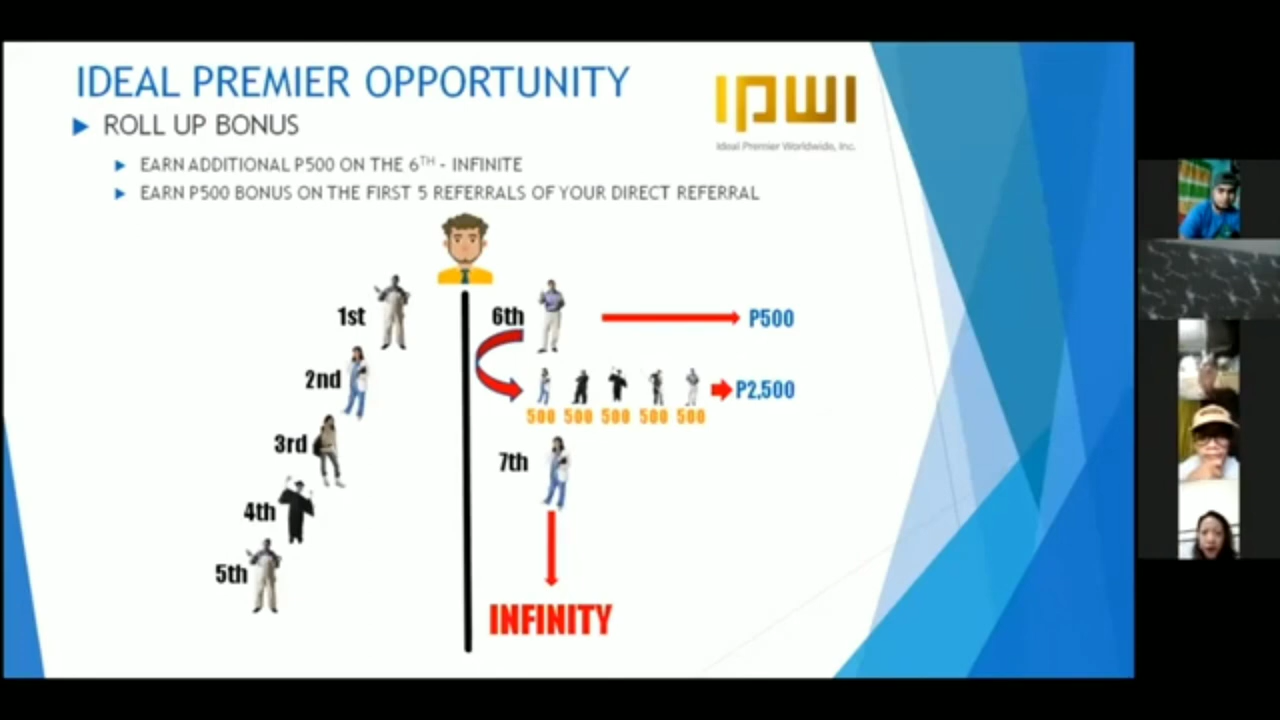 IDEAL PREMIER OPPORTUNITY
IPWI
Ideal Premier Worldwide, Inc.
ROLL UP BONUS
EARN ADDITIONAL P500 ON THE 6TH - INFINITE
EARN P500 BONUS ON THE FIRST 5 REFERRALS OF YOUR DIRECT REFERRAL
1st
6th
P500
2nd
P2,500
500 500 500 500 500
3rd
7th
4th
5th
INFINITY